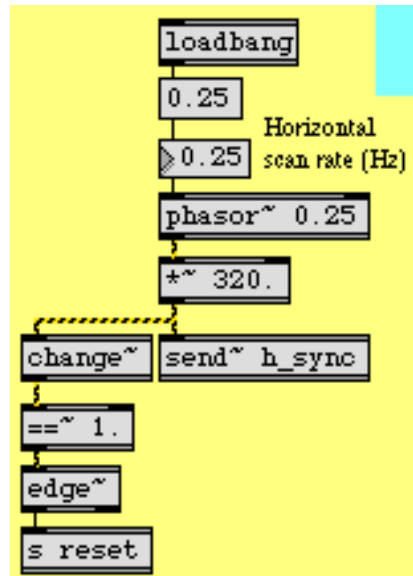 loadbang
0.25
Horizontal
0.25 scan rate (Hz)
phasor~ 0.25
*~ 320.
change~ send~ h_sync
==~ 1.
edge~
s reset